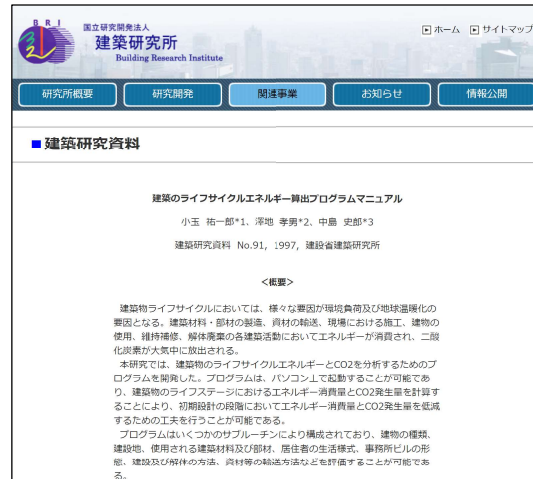 BRI
国立研究開発法人
建築研究所
Building Research Institute
ホーム サイトマップ
研究所概要 研究開発 関連事業 お知らせ 情報公開
■建築研究資料
建築のライフサイクルエネルギー算出プログラムマニュアル
小玉 祐一郎*1、澤地 孝男*2、中島 史郎*3
建築研究資料 No.91, 1997, 建設省建築研究所
<概要>
建築物ライフサイクルにおいては、様々な要因が環境負荷及び地球温暖化の
要因となる。建築材料・部材の製造、資材の輸送、現場における施工、建物の
使用、維持補修、解体廃棄の各建築活動においてエネルギーが消費され、二酸
化炭素が大気中に放出される。
本研究では、建築物のライフサイクルエネルギーとCO2を分析するためのプ
ログラムを開発した。プログラムは、パソコン上で起動することが可能であ
り、建築物のライフステージにおけるエネルギー消費量とCO2発生量を計算す
ることにより、初期設計の段階においてエネルギー消費量とCO2発生量を低減
するための工夫を行うことが可能である。
プログラムはいくつかのサブルーチンにより構成されており、建物の種類、
建設地、使用される建築材料及び部材、居住者の生活様式、事務所ビルの形
態、建設及び解体の方法、資材等の輸送方法などを評価することが可能であ
る。